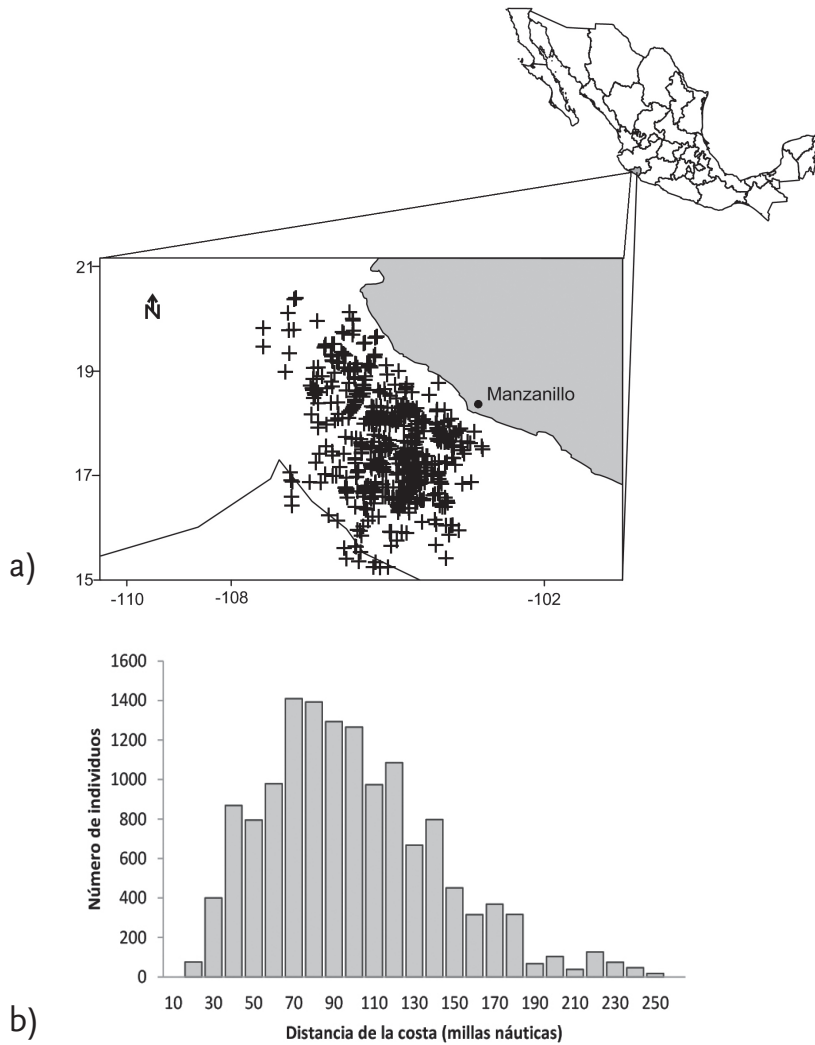 21
N
19
Manzanillo
17
a)
15
-110 -108 -102
1600
1400
1200
1000
800
600
400
200
0
Número de individuos
10 30 50 70 90 110 130 150 170 190 210 230 250
b)
Distancia de la costa (millas náuticas)